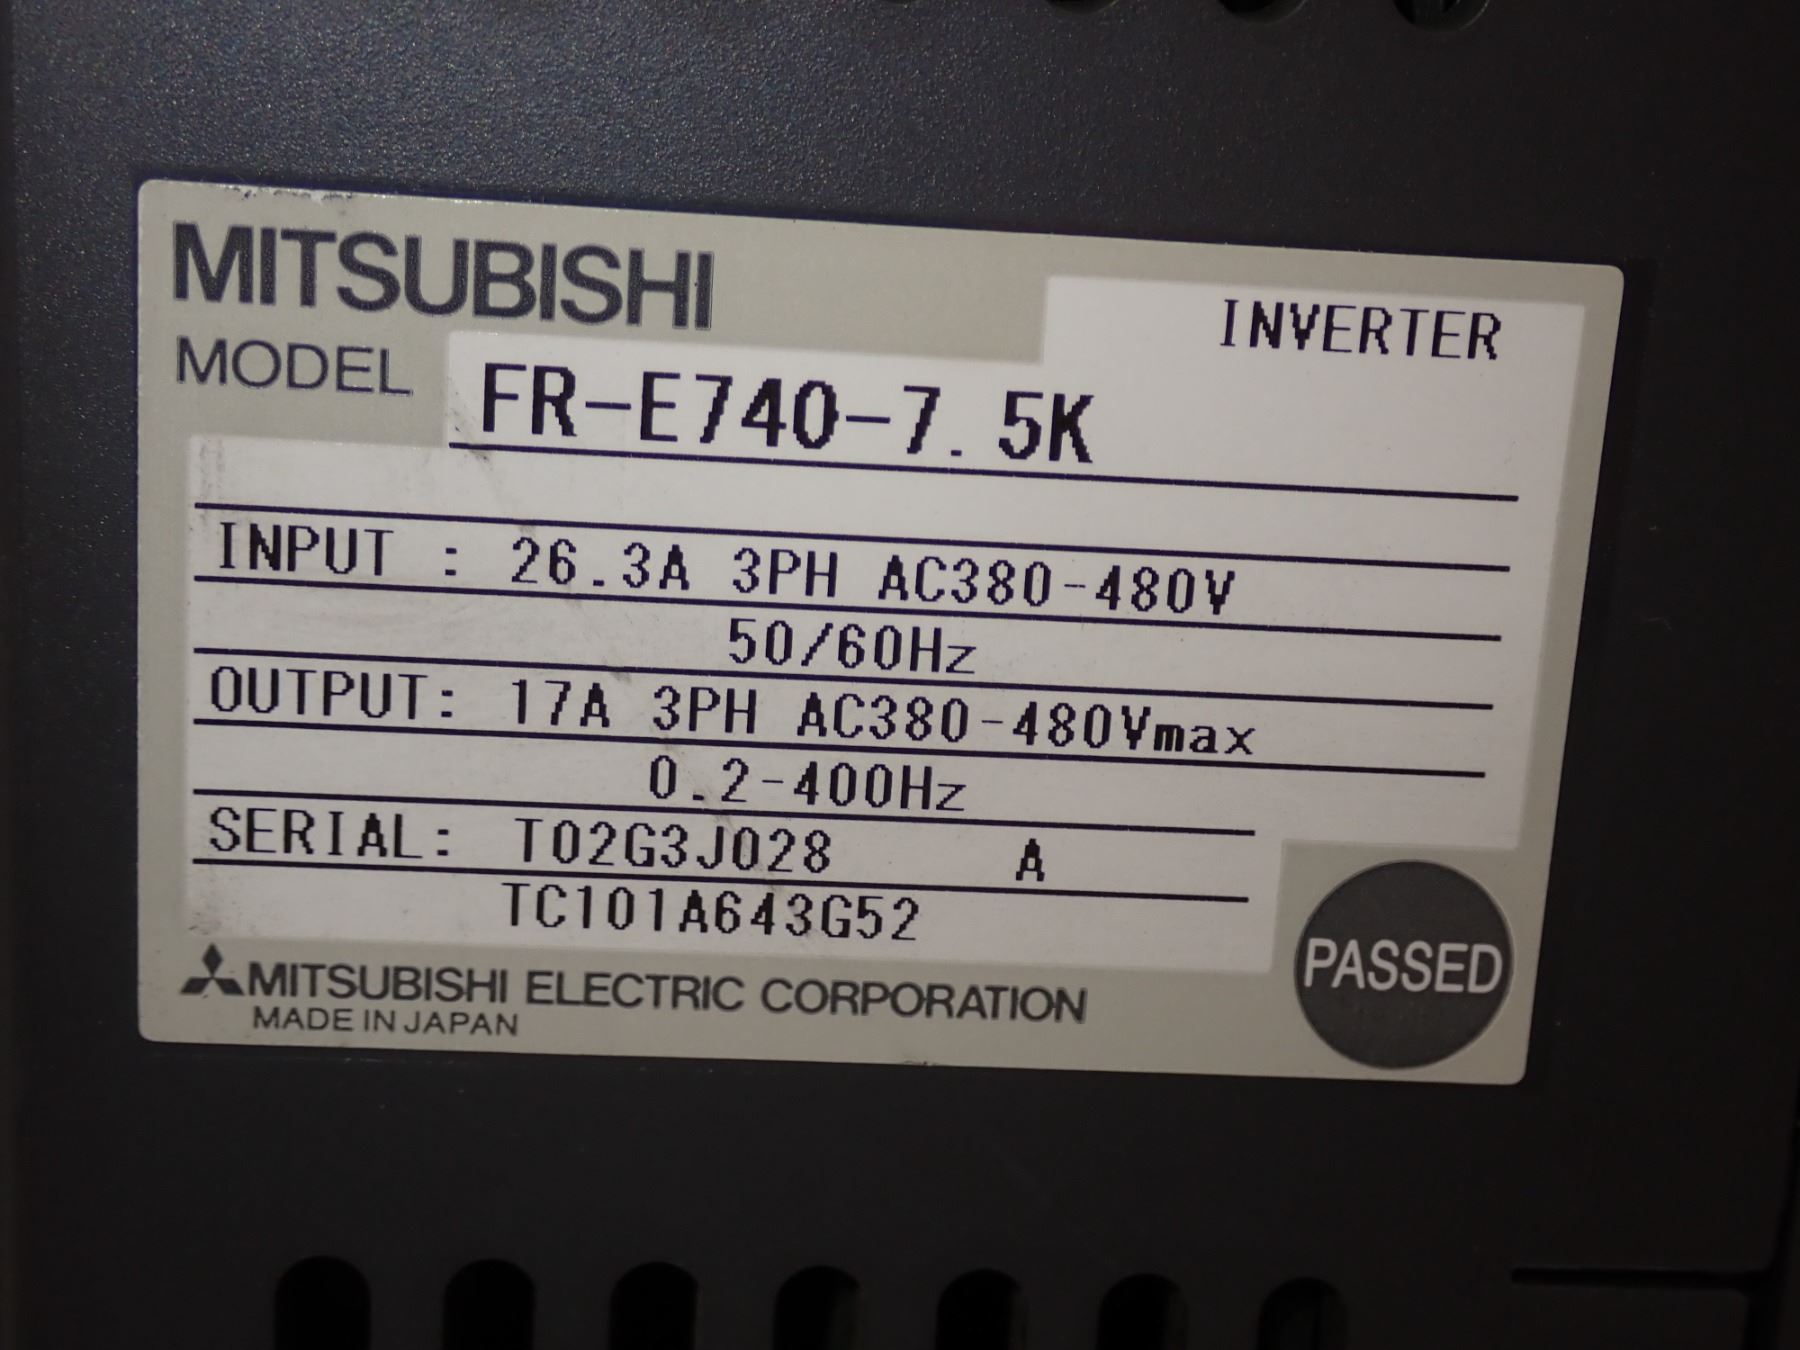 MITSUBISHI
INVERTER
MODEL FR-E740-7.5K
INPUT : 26.3A 3PH AC380-480V
50/60Hz
OUTPUT: 17A 3PH AC380-480Vmax
0.2-400Hz
SERIAL: T02G3J028 A
TC101A643G52
PASSED
MITSUBISHI ELECTRIC CORPORATION
MADE IN JAPAN